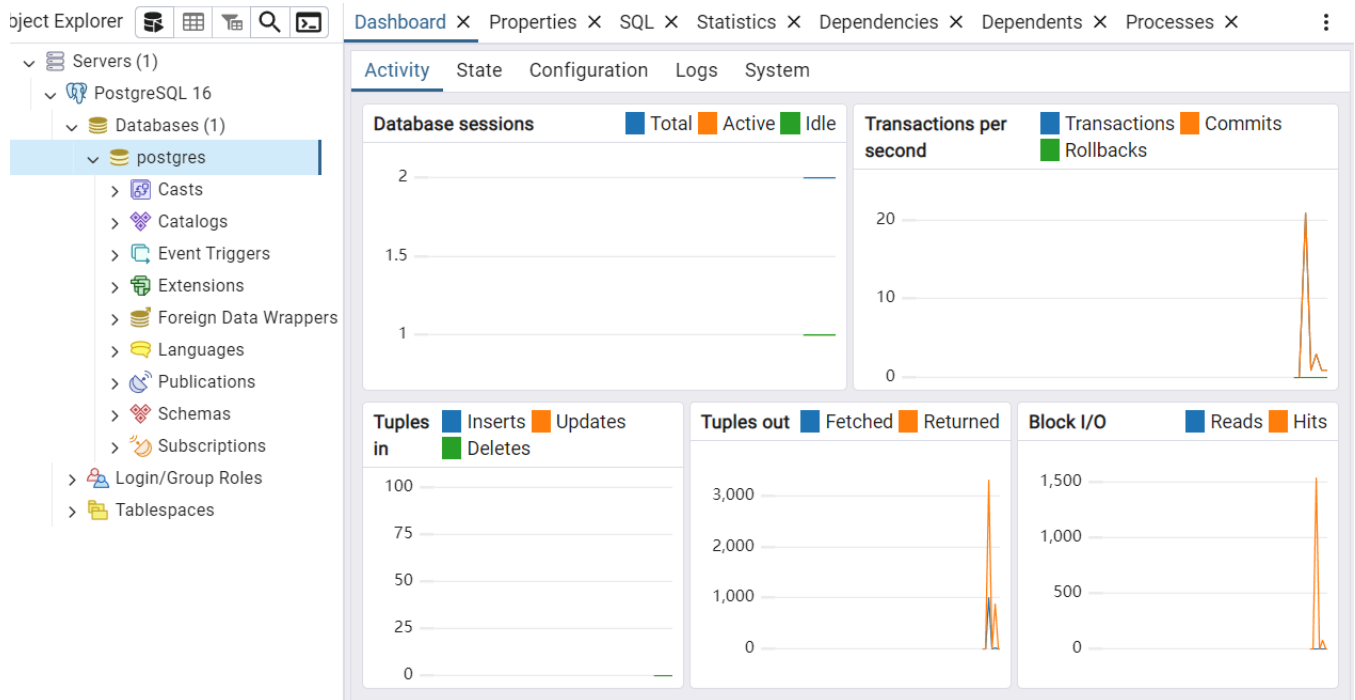 bject Explorer
Dashboard Properties SQL Statistics Dependencies Dependents Processes
Servers (1)
PostgreSQL 16
Databases (1)
postgres
Casts
Catalogs
Event Triggers
Extensions
Foreign Data Wrappers
Languages
Publications
Schemas
Subscriptions
Login/Group Roles
Tablespaces
Activity State Configuration Logs System
Database sessions Total Active Idle
2
1.5
1
Transactions per
second
Transactions Commits
Rollbacks
20
10
0
Tuples
in
Inserts Updates
Deletes
100
75
50
25
0
Tuples out Fetched Returned
3,000
2,000
1,000
0
Block I/O Reads Hits
1,500
1,000
500
0